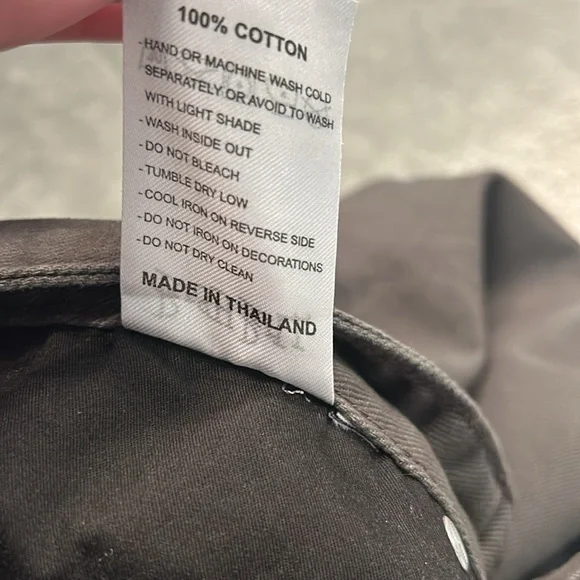 100% COTTON
-HAND OR MACHINE WASH COLD
SEPARATELY OR AVOID TO WASH
WITH LIGHT SHADE
-WASH INSIDE OUT
-DO NOT BLEACH
-TUMBLE DRY LOW
-COOL IRON ON REVERSE SIDE
-DO NOT IRON ON DECORATIONS
-DO NOT DRY CLEAN
MADE IN THAILAND